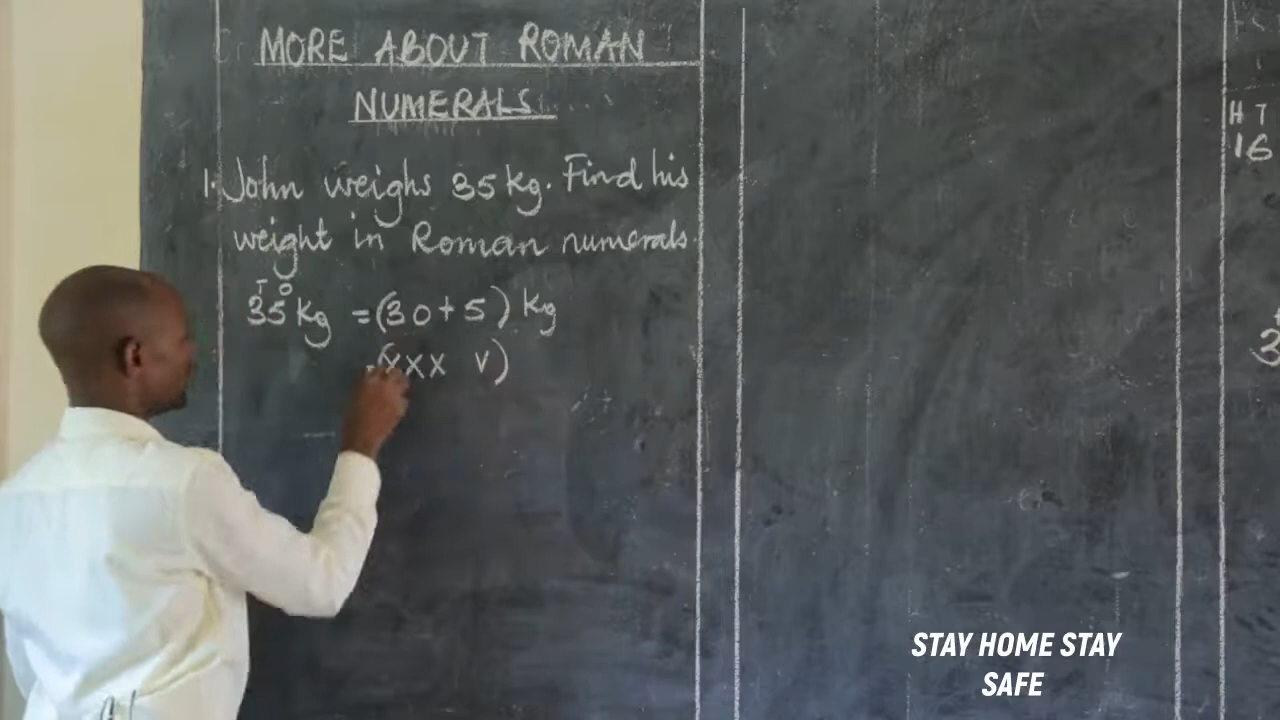 MORE ABOUT ROMAN
NUMERALS
1. John weighs 35 kg. Find his
weight in Roman numerals.
T O
35 kg = (30 + 5) kg
(XXX V)
H T
16
3
STAY HOME STAY
SAFE